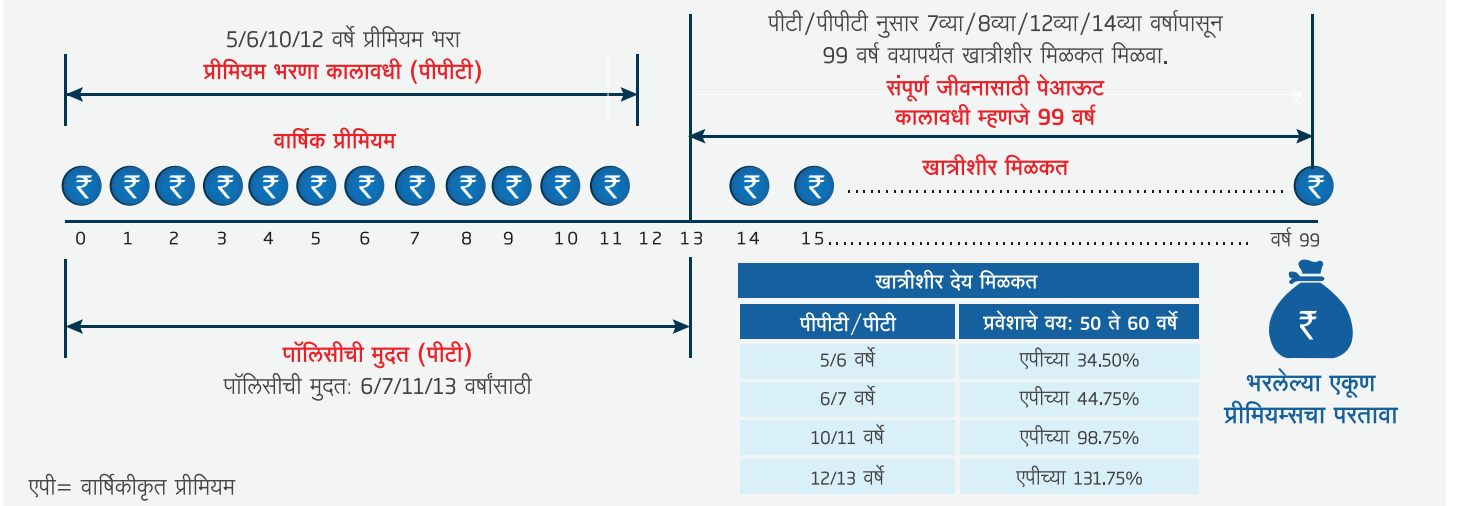 5/6/10/12 वर्षे प्रीमियम भरा
प्रीमियम भरणा कालावधी (पीपीटी)
पीटी/पीपीटी नुसार 7व्या/8व्या/12व्या/14व्या वर्षापासून
99 वर्ष वयापर्यंत खात्रीशीर मिळकत मिळवा.
संपूर्ण जीवनासाठी पेआऊट
कालावधी म्हणजे 99 वर्ष
वार्षिक प्रीमियम
खात्रीशीर मिळकत
₹ ₹ ₹ ₹ ₹ ₹ ₹ ₹ ₹ ₹ ₹ ₹ ₹ ₹ ........ ₹
0 1 2 3 4 5 6 7 8 9 10 11 12 13 14 15........ वर्ष 99
पॉलिसीची मुदत (पीटी)
पॉलिसीची मुदत: 6/7/11/13 वर्षांसाठी
खात्रीशीर देय मिळकत
पीपीटी/पीटी प्रवेशाचे वय: 50 ते 60 वर्षे
5/6 वर्षे एपीच्या 34.50%
6/7 वर्षे एपीच्या 44.75%
10/11 वर्षे एपीच्या 98.75%
12/13 वर्षे एपीच्या 131.75%
₹
भरलेल्या एकूण
प्रीमियम्सचा परतावा
एपी= वार्षिकीकृत प्रीमियम